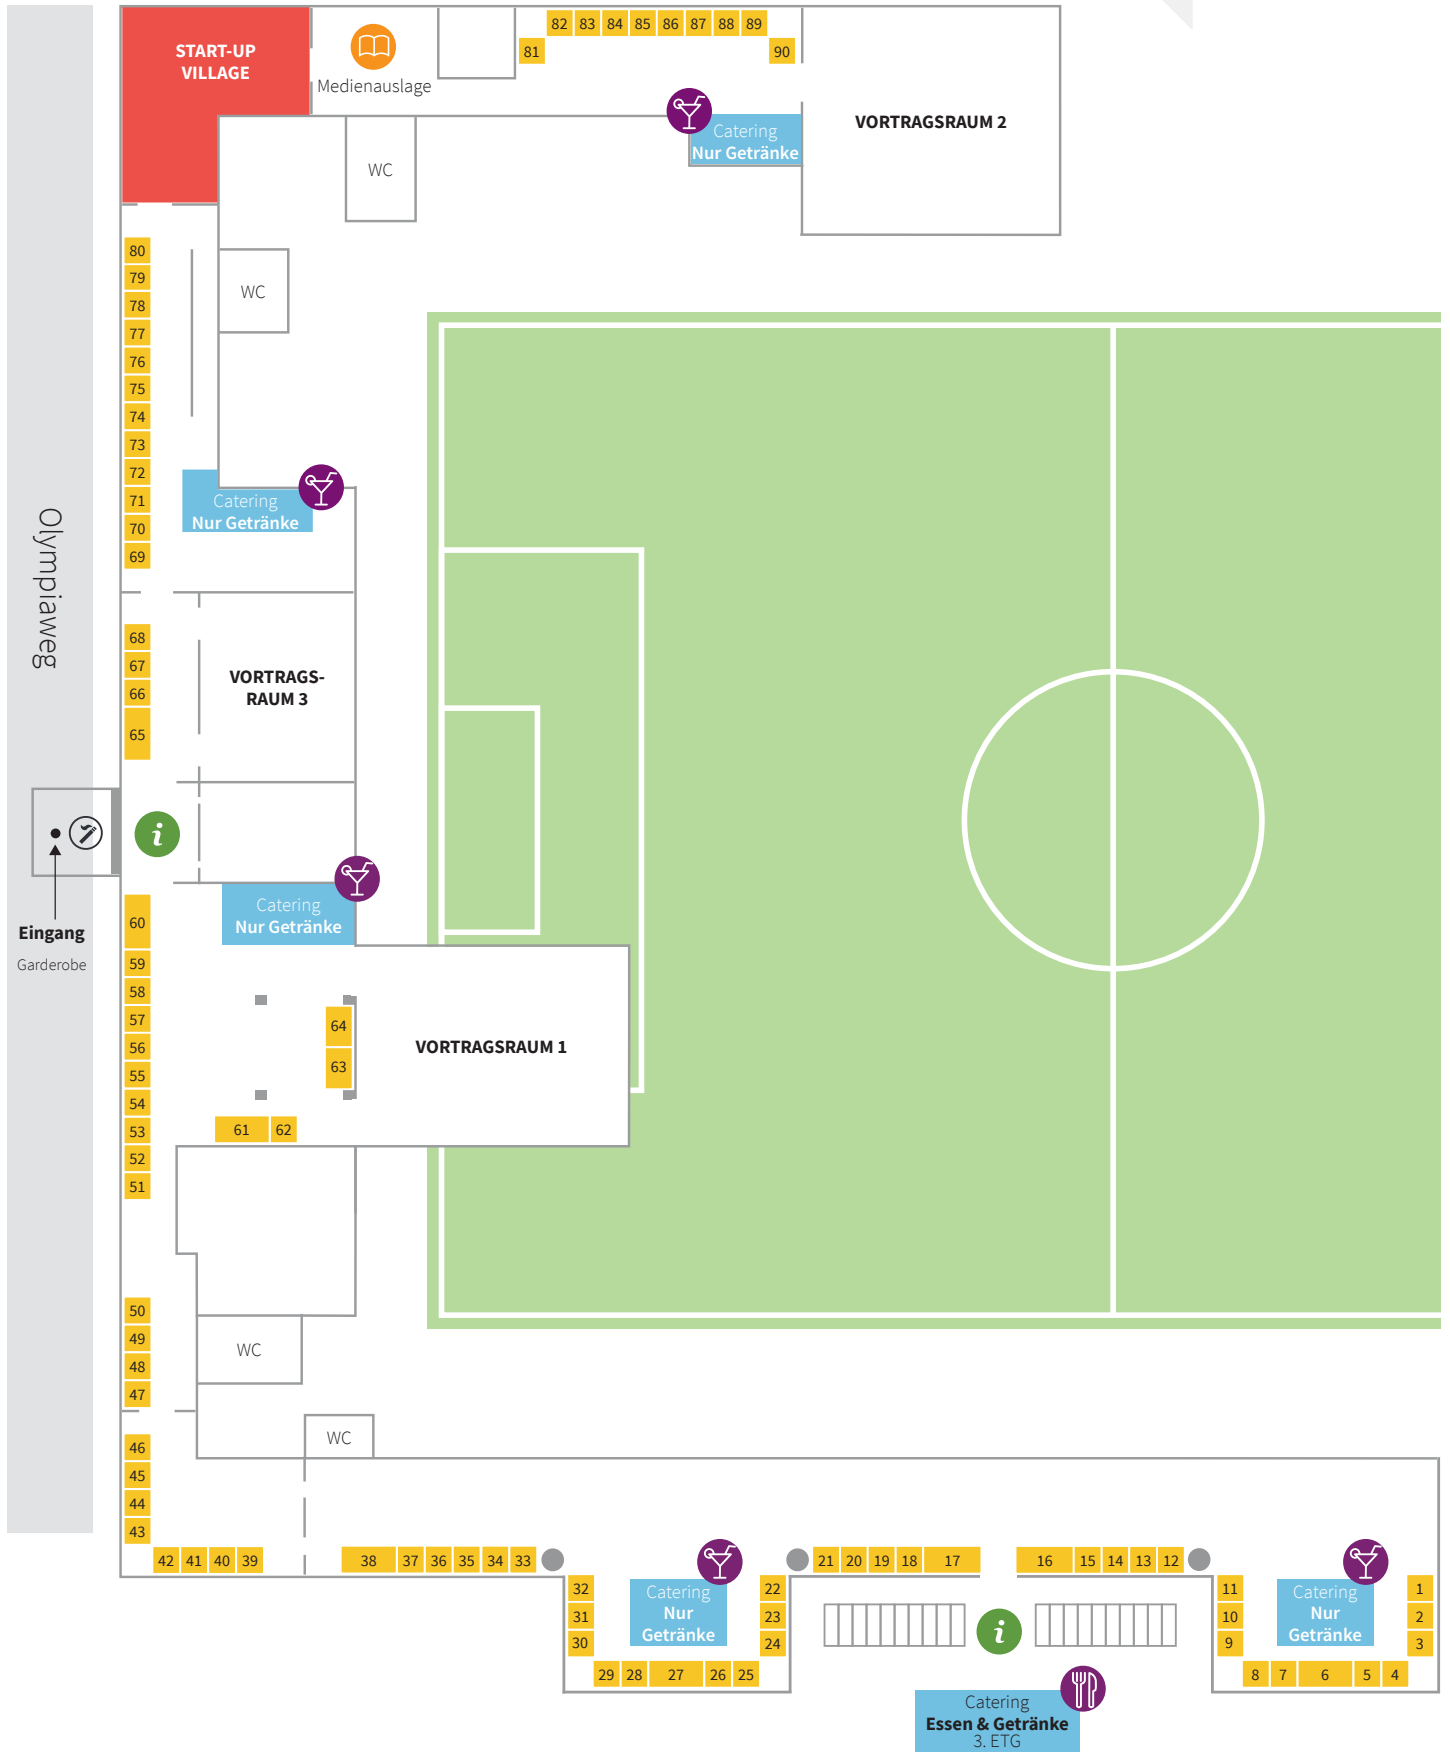 START-UP
VILLAGE
Medienauslage
82 83 84 85 86 87 88 89
81
90
Catering
Nur Getränke
VORTRAGSRAUM 2
WC
WC
80
79
78
77
76
75
74
73
72
71
70
69
Catering
Nur Getränke
Olympiaweg
68
67
66
65
VORTRAGS-
RAUM 3
i
Eingang
Garderobe
Catering
Nur Getränke
60
59
58
57
56
55
54
53
52
51
64
63
61 62
VORTRAGSRAUM 1
50
49
48
47
WC
WC
46
45
44
43
42 41 40 39
38 37 36 35 34 33
32
31
30
29 28 27 26 25
Catering
Nur
Getränke
22
23
24
21 20 19 18 17
16 15 14 13 12
i
Catering
Essen & Getränke
3. ETG
11
10
9
8 7 6 5 4
Catering
Nur
Getränke
1
2
3